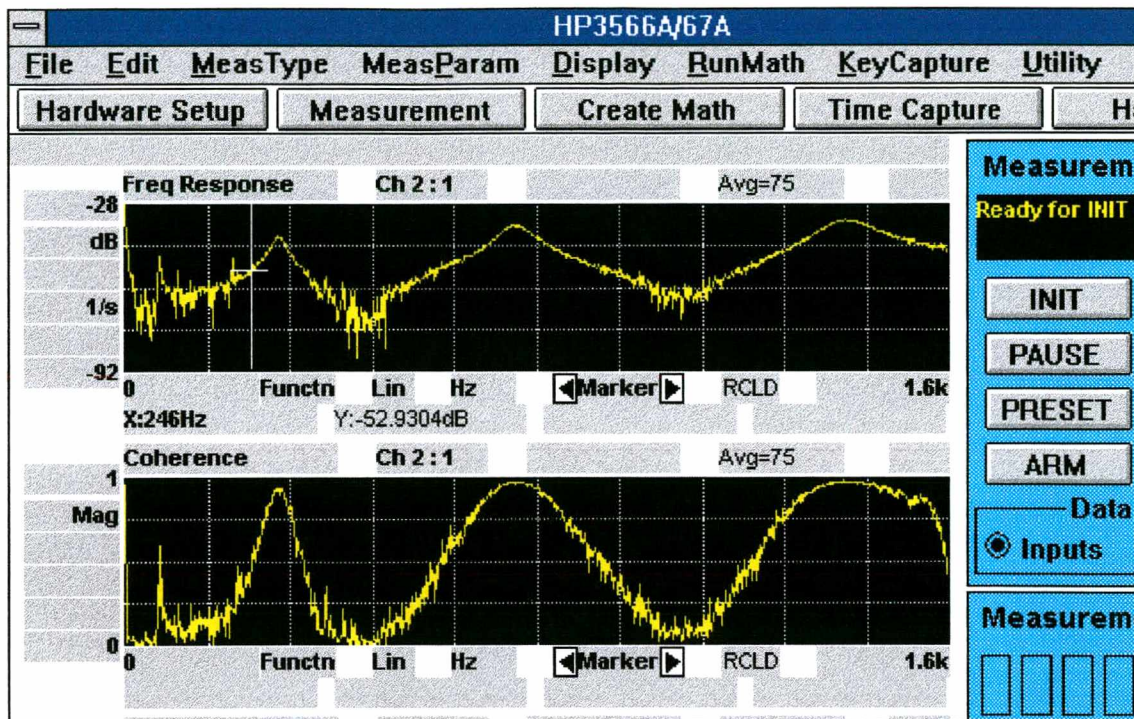 HP3566A/67A
File Edit MeasType MeasParam Display RunMath KeyCapture Utility
Hardware Setup Measurement Create Math Time Capture
Measurem
Ready for INIT
Freq Response Ch 2 : 1 Avg=75
-28
dB
1/s
-92
0 Functn Lin Hz Marker RCLD 1.6k
X:246Hz Y:-52.9304dB
INIT
PAUSE
PRESET
ARM
Data
Inputs
Coherence Ch 2 : 1 Avg=75
1
Mag
0
0 Functn Lin Hz Marker RCLD 1.6k
Measurem